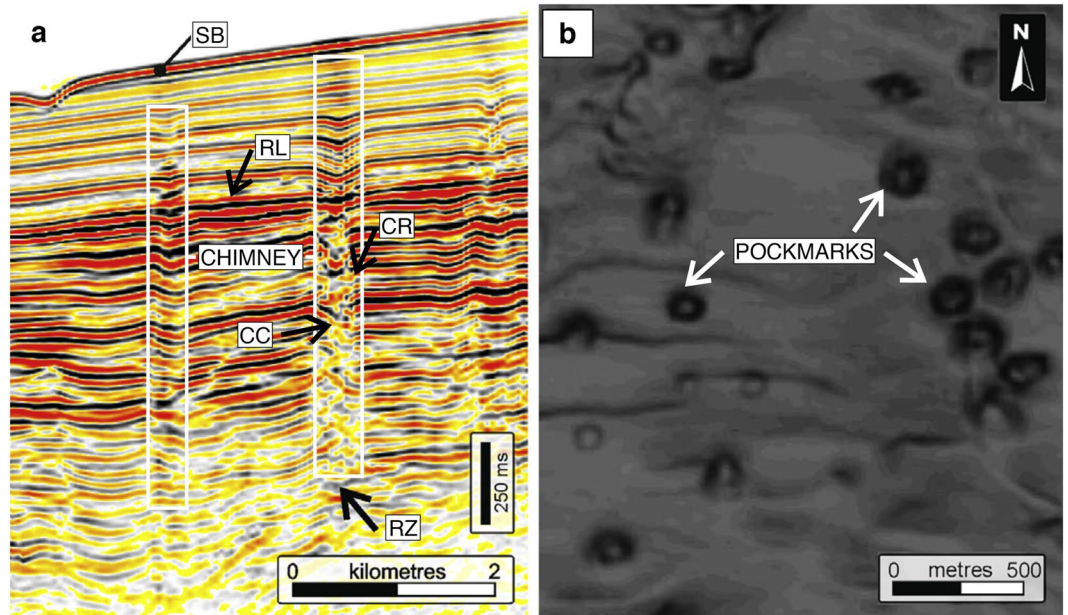 a
SB
RL
CR
CHIMNEY
CC
250 ms
RZ
0 kilometres 2
b
N
POCKMARKS
0 metres 500